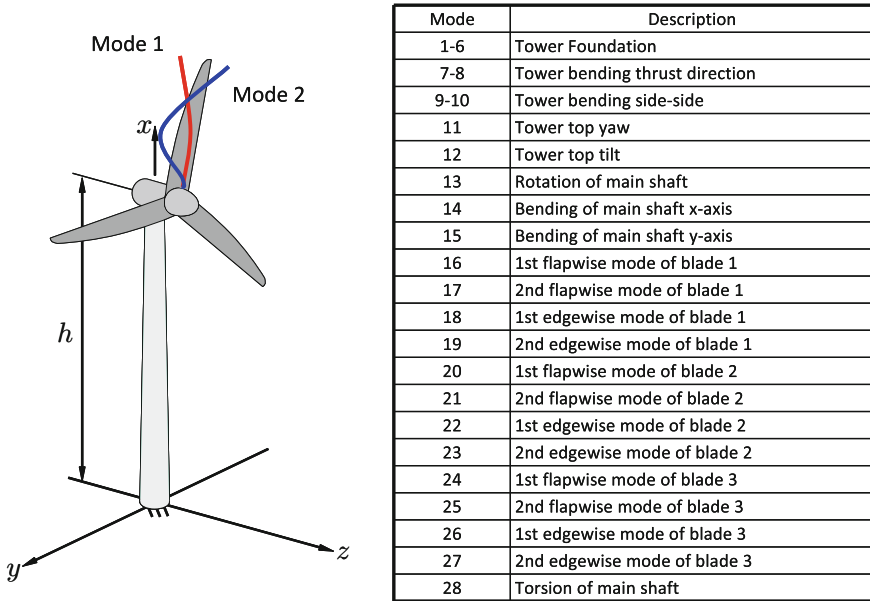 Mode 1
Mode 2
x
h
y
z
Mode Description
1-6 Tower Foundation
7-8 Tower bending thrust direction
9-10 Tower bending side-side
11 Tower top yaw
12 Tower top tilt
13 Rotation of main shaft
14 Bending of main shaft x-axis
15 Bending of main shaft y-axis
16 1st flapwise mode of blade 1
17 2nd flapwise mode of blade 1
18 1st edgewise mode of blade 1
19 2nd edgewise mode of blade 1
20 1st flapwise mode of blade 2
21 2nd flapwise mode of blade 2
22 1st edgewise mode of blade 2
23 2nd edgewise mode of blade 2
24 1st flapwise mode of blade 3
25 2nd flapwise mode of blade 3
26 1st edgewise mode of blade 3
27 2nd edgewise mode of blade 3
28 Torsion of main shaft